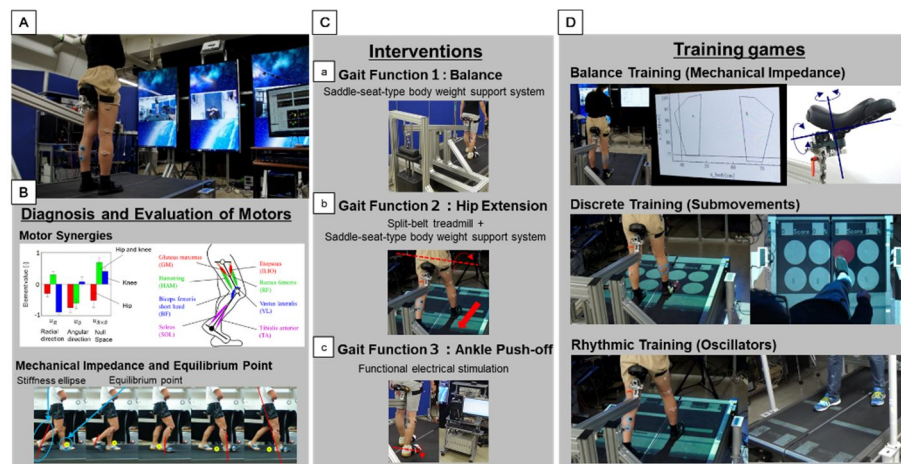 A
B
Diagnosis and Evaluation of Motors
Motor Synergies
Element value [-]
1
0
-1
Hip and knee
Knee
Hip
Radial direction
Angular direction
Null Space
Gluteus maximus (GM)
Hamstring (HAM)
Biceps femoris short head (BF)
Soleus (SOL)
Iliopsoas (ILIO)
Rectus femoris (RF)
Vastus lateralis (VL)
Tibialis anterior (TA)
Mechanical Impedance and Equilibrium Point
Stiffness ellipse
Equilibrium point
C
Interventions
a
Gait Function 1 : Balance
Saddle-seat-type body weight support system
b
Gait Function 2 : Hip Extension
Split-belt treadmill +
Saddle-seat-type body weight support system
c
Gait Function 3 : Ankle Push-off
Functional electrical stimulation
D
Training games
Balance Training (Mechanical Impedance)
Discrete Training (Submovements)
Score
Score
Rhythmic Training (Oscillators)